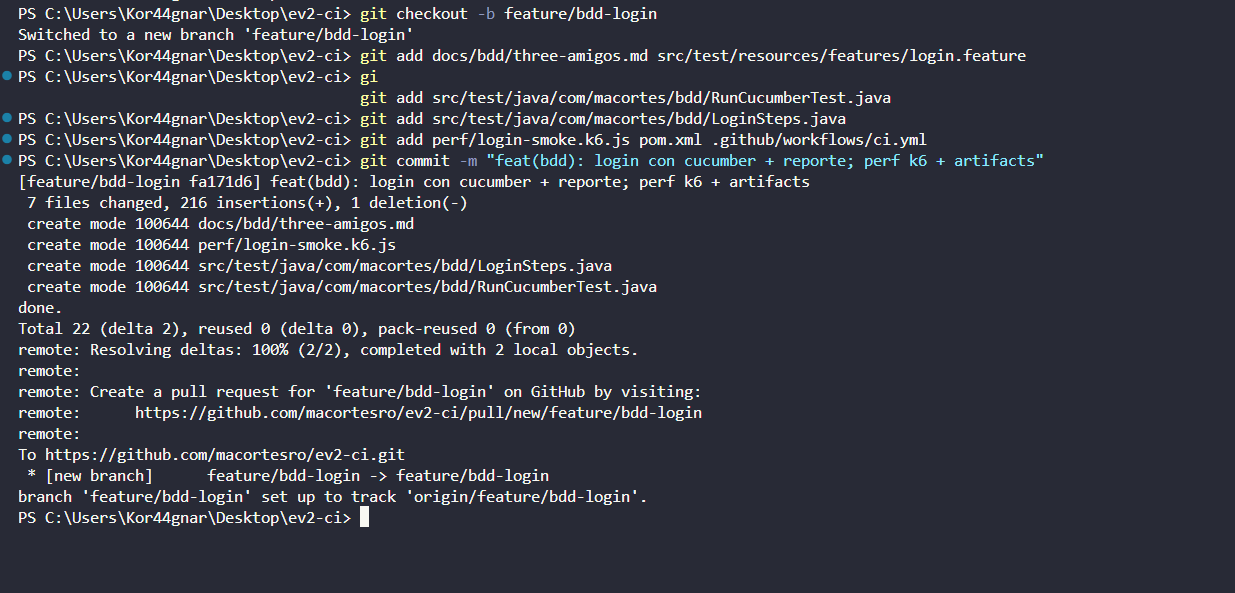 PS C:\Users\Kor44gnar\Desktop\ev2-ci> git checkout -b feature/bdd-login
Switched to a new branch 'feature/bdd-login'
PS C:\Users\Kor44gnar\Desktop\ev2-ci> git add docs/bdd/three-amigos.md src/test/resources/features/login.feature
PS C:\Users\Kor44gnar\Desktop\ev2-ci> gi
git add src/test/java/com/macortes/bdd/RunCucumberTest.java
PS C:\Users\Kor44gnar\Desktop\ev2-ci> git add src/test/java/com/macortes/bdd/LoginSteps.java
PS C:\Users\Kor44gnar\Desktop\ev2-ci> git add perf/login-smoke.k6.js pom.xml .github/workflows/ci.yml
PS C:\Users\Kor44gnar\Desktop\ev2-ci> git commit -m "feat(bdd): login con cucumber + reporte; perf k6 + artifacts"
[feature/bdd-login fa171d6] feat(bdd): login con cucumber + reporte; perf k6 + artifacts
7 files changed, 216 insertions(+), 1 deletion(-)
create mode 100644 docs/bdd/three-amigos.md
create mode 100644 perf/login-smoke.k6.js
create mode 100644 src/test/java/com/macortes/bdd/LoginSteps.java
create mode 100644 src/test/java/com/macortes/bdd/RunCucumberTest.java
done.
Total 22 (delta 2), reused 0 (delta 0), pack-reused 0 (from 0)
remote: Resolving deltas: 100% (2/2), completed with 2 local objects.
remote:
remote: Create a pull request for 'feature/bdd-login' on GitHub by visiting:
remote:      https://github.com/macortesro/ev2-ci/pull/new/feature/bdd-login
remote:
To https://github.com/macortesro/ev2-ci.git
* [new branch]      feature/bdd-login -> feature/bdd-login
branch 'feature/bdd-login' set up to track 'origin/feature/bdd-login'.
PS C:\Users\Kor44gnar\Desktop\ev2-ci>